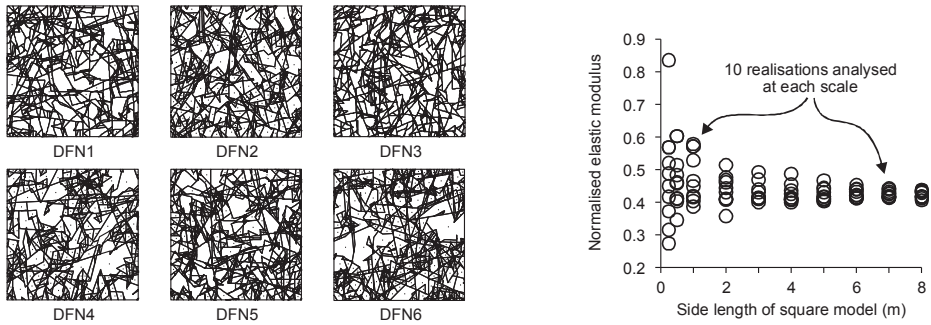 DFN1
DFN2
DFN3
DFN4
DFN5
DFN6
Normalised elastic modulus
0.9
0.8
0.7
0.6
0.5
0.4
0.3
0.2
10 realisations analysed
at each scale
0 2 4 6 8
Side length of square model (m)